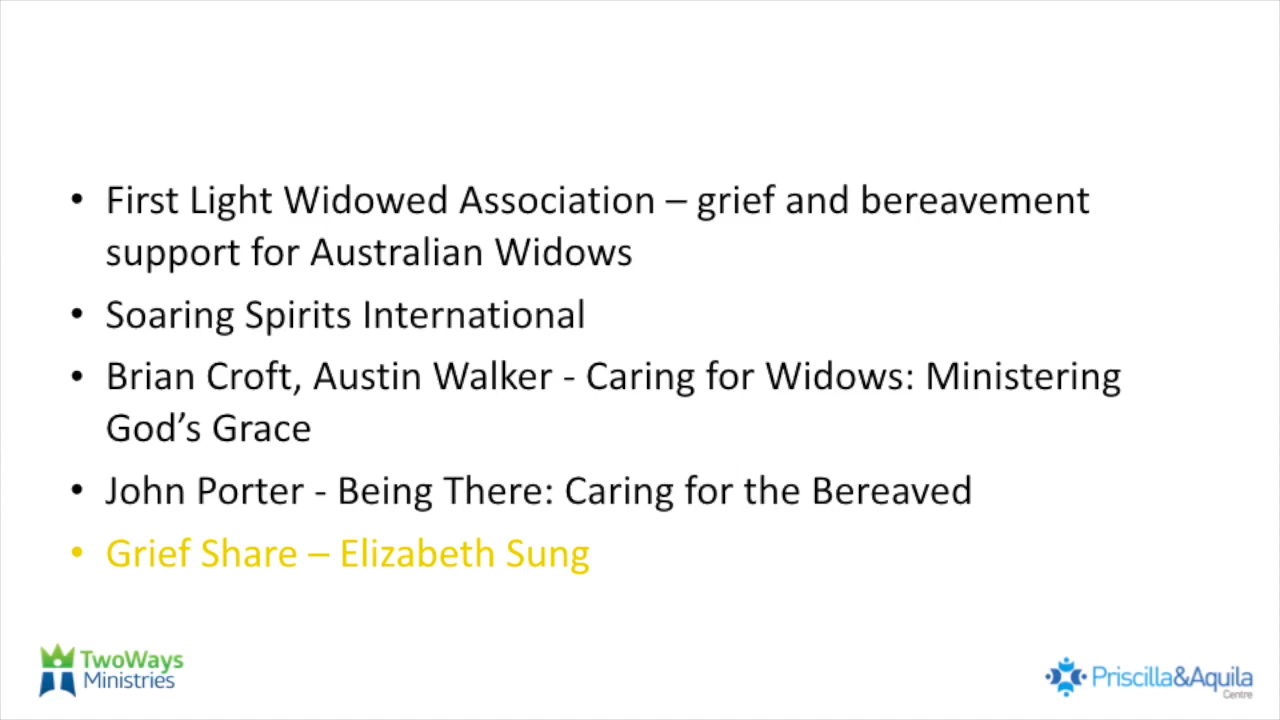 • First Light Widowed Association – grief and bereavement
support for Australian Widows
• Soaring Spirits International
• Brian Croft, Austin Walker - Caring for Widows: Ministering
God’s Grace
• John Porter - Being There: Caring for the Bereaved
• Grief Share – Elizabeth Sung
TwoWays
Ministries
Priscilla&Aquila
Centre